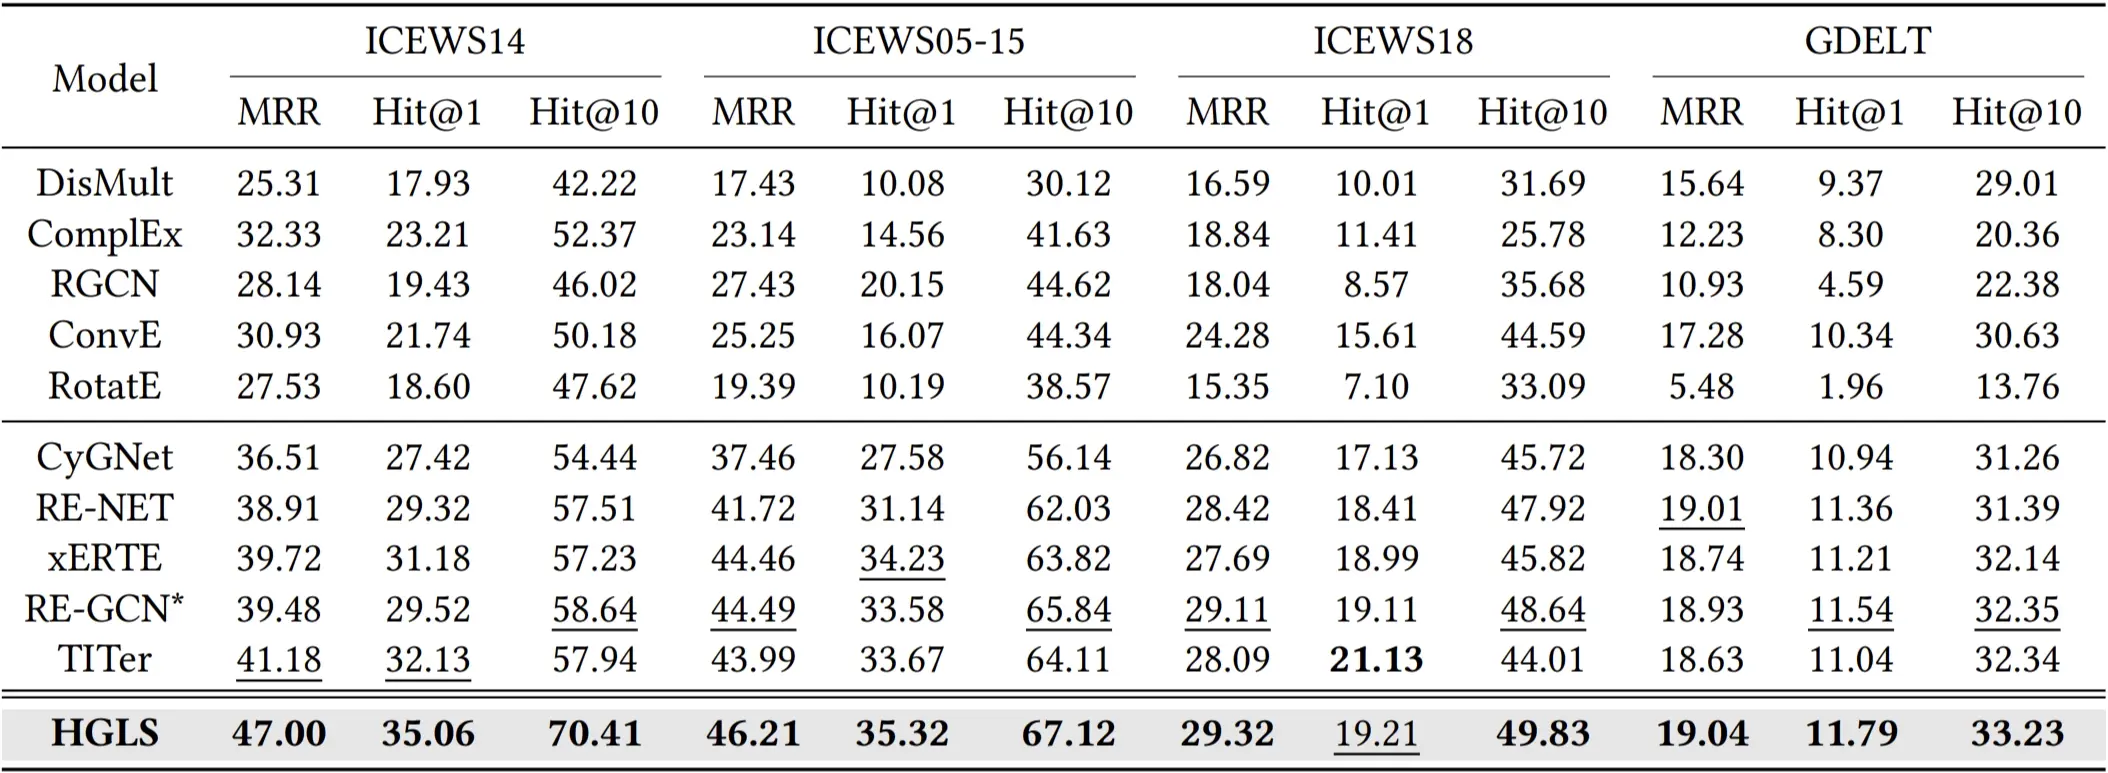 ICEWS14 ICEWS05-15 ICEWS18 GDELT
Model
MRR Hit@1 Hit@10 MRR Hit@1 Hit@10 MRR Hit@1 Hit@10 MRR Hit@1 Hit@10
DisMult 25.31 17.93 42.22 17.43 10.08 30.12 16.59 10.01 31.69 15.64 9.37 29.01
ComplEx 32.33 23.21 52.37 23.14 14.56 41.63 18.84 11.41 25.78 12.23 8.30 20.36
RGCN 28.14 19.43 46.02 27.43 20.15 44.62 18.04 8.57 35.68 10.93 4.59 22.38
ConvE 30.93 21.74 50.18 25.25 16.07 44.34 24.28 15.61 44.59 17.28 10.34 30.63
RotatE 27.53 18.60 47.62 19.39 10.19 38.57 15.35 7.10 33.09 5.48 1.96 13.76
CyGNet 36.51 27.42 54.44 37.46 27.58 56.14 26.82 17.13 45.72 18.30 10.94 31.26
RE-NET 38.91 29.32 57.51 41.72 31.14 62.03 28.42 18.41 47.92 19.01 11.36 31.39
xERTE 39.72 31.18 57.23 44.46 34.23 63.82 27.69 18.99 45.82 18.74 11.21 32.14
RE-GCN* 39.48 29.52 58.64 44.49 33.58 65.84 29.11 19.11 48.64 18.93 11.54 32.35
TITer 41.18 32.13 57.94 43.99 33.67 64.11 28.09 21.13 44.01 18.63 11.04 32.34
HGLS 47.00 35.06 70.41 46.21 35.32 67.12 29.32 19.21 49.83 19.04 11.79 33.23